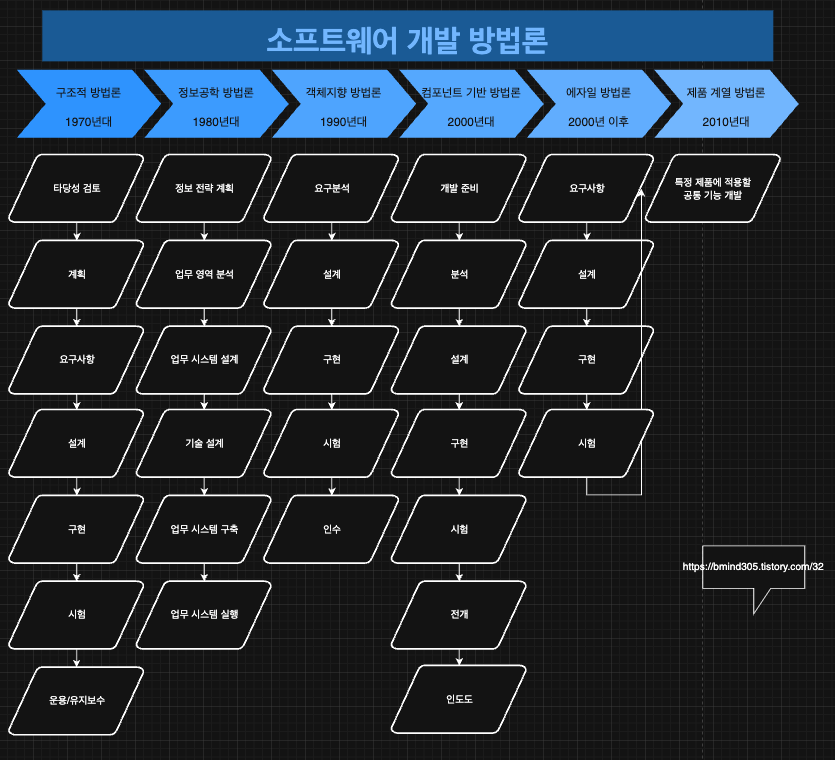 소프트웨어 개발 방법론
구조적 방법론
1970년대
정보공학 방법론
1980년대
객체지향 방법론
1990년대
컴포넌트 기반 방법론
2000년대
에자일 방법론
2000년 이후
제품 계열 방법론
2010년대
타당성 검토
계획
요구사항
설계
구현
시험
운용/유지보수
정보 전략 계획
업무 영역 분석
업무 시스템 설계
기술 설계
업무 시스템 구축
업무 시스템 실행
요구분석
설계
구현
시험
인수
개발 준비
분석
설계
구현
시험
전개
인도도
요구사항
설계
구현
시험
특정 제품에 적용할
공통 기능 개발
https://bmind305.tistory.com/32